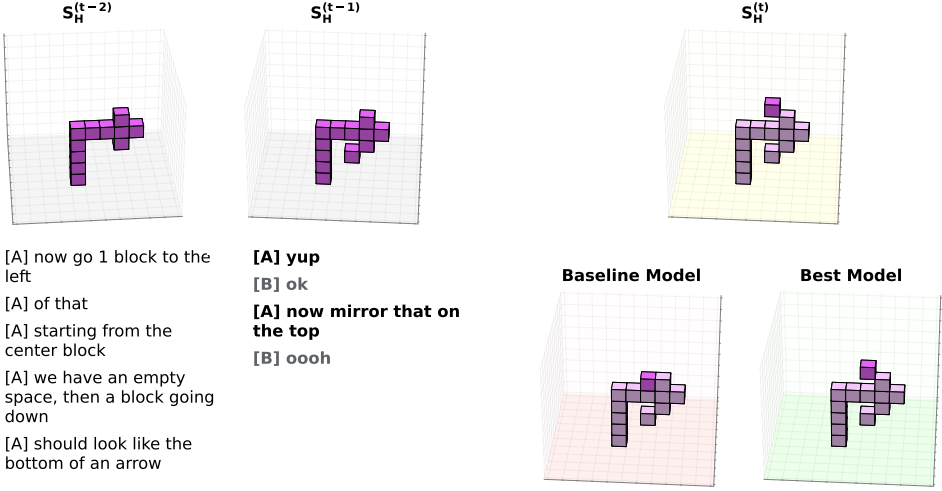 S_H^(t−2)
S_H^(t−1)
S_H^(t)
[A] now go 1 block to the
left
[A] of that
[A] starting from the
center block
[A] we have an empty
space, then a block going
down
[A] should look like the
bottom of an arrow
[A] yup
[B] ok
[A] now mirror that on
the top
[B] oooh
Baseline Model
Best Model